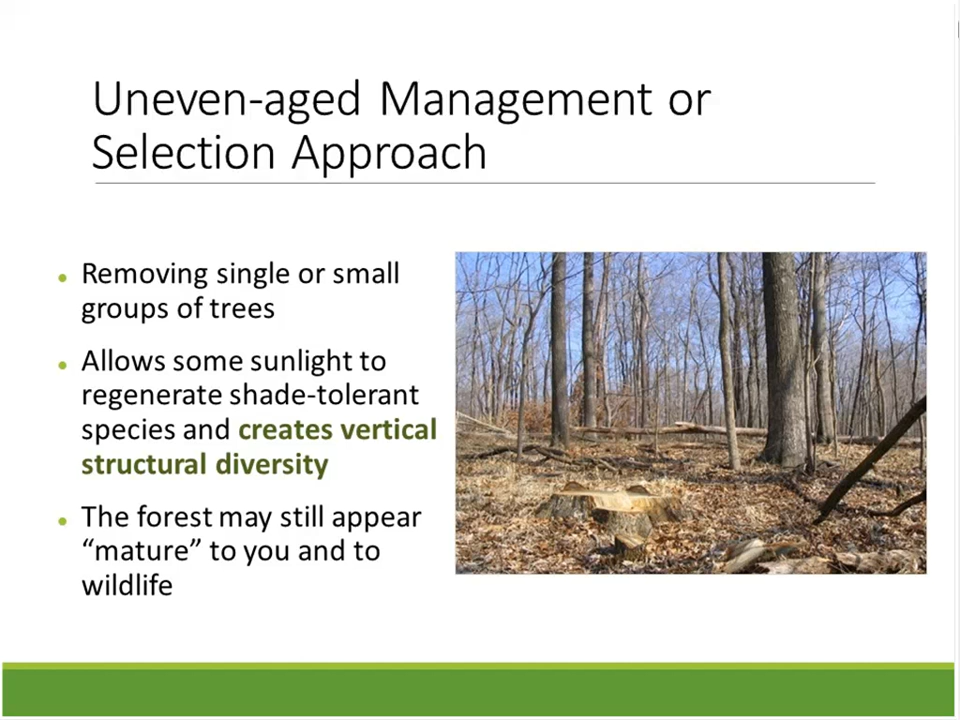 Uneven-aged Management or
Selection Approach
Removing single or small
groups of trees
Allows some sunlight to
regenerate shade-tolerant
species and creates vertical
structural diversity
The forest may still appear
“mature” to you and to
wildlife